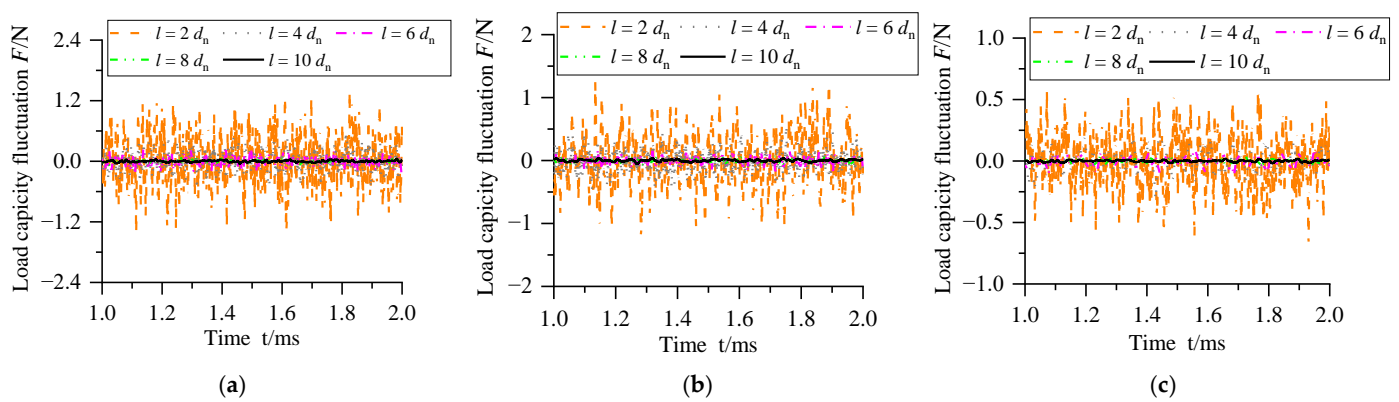 Load capicity fluctuation F/N
2.4
1.2
0.0
−1.2
−2.4
l = 2 dn l = 4 dn l = 6 dn
l = 8 dn l = 10 dn
1.0 1.2 1.4 1.6 1.8 2.0
Time t/ms
(a)
Load capicity fluctuation F/N
2
1
0
−1
−2
l = 2 dn l = 4 dn l = 6 dn
l = 8 dn l = 10 dn
1.0 1.2 1.4 1.6 1.8 2.0
Time t/ms
(b)
Load capicity fluctuation F/N
1.0
0.5
0.0
−0.5
−1.0
l = 2 dn l = 4 dn l = 6 dn
l = 8 dn l = 10 dn
1.0 1.2 1.4 1.6 1.8 2.0
Time t/ms
(c)